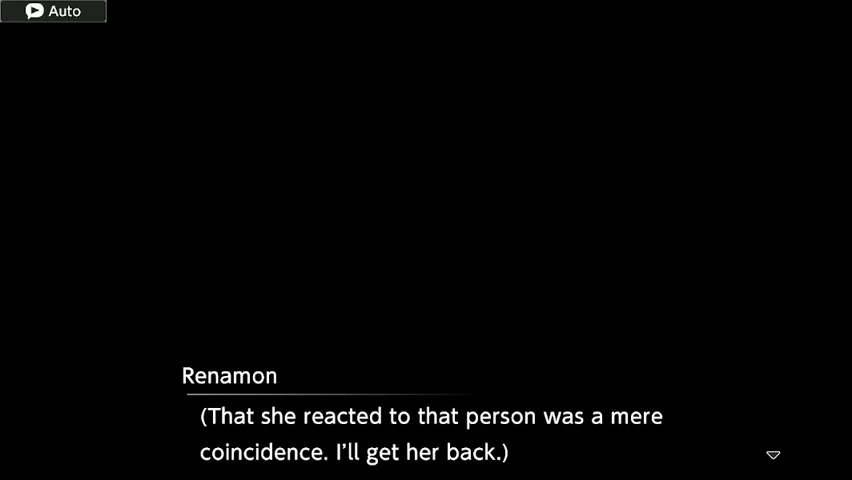 Auto
Renamon
(That she reacted to that person was a mere
coincidence. I'll get her back.)